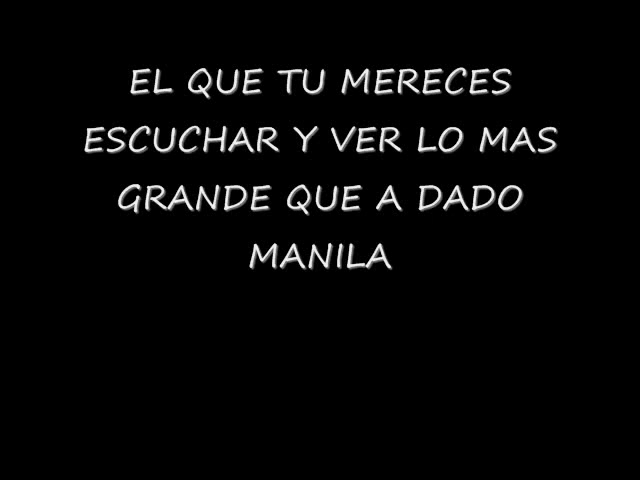 EL QUE TU MERECES
ESCUCHAR Y VER LO MAS
GRANDE QUE A DADO
MANILA